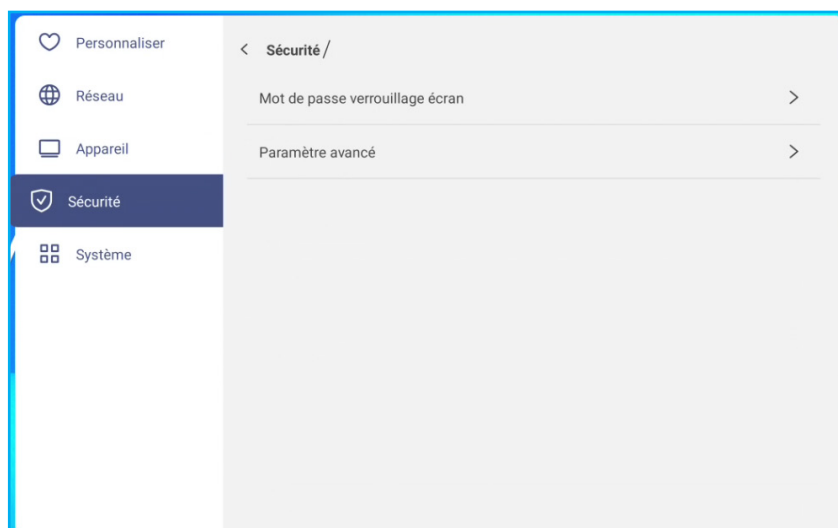 Personnaliser
Réseau
Appareil
Sécurité
Système
Sécurité/
Mot de passe verrouillage écran
Paramètre avancé